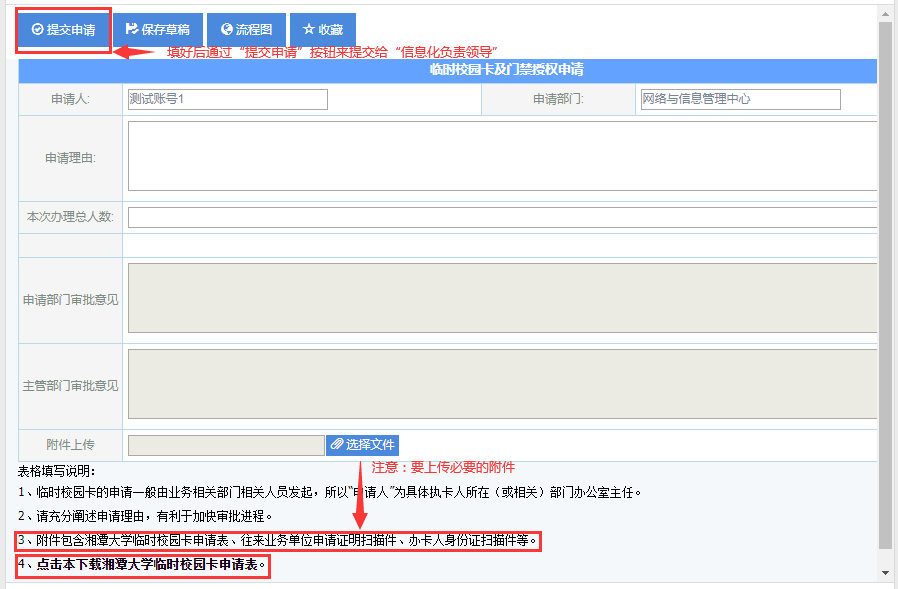 提交申请 保存草稿 流程图 收藏
填好后通过“提交申请”按钮来提交给“信息化负责领导”
临时校园卡及门禁授权申请
申请人: 测试账号1 申请部门: 网络与信息管理中心
申请理由:
本次办理总人数:
申请部门审批意见
主管部门审批意见
附件上传 选择文件
表格填写说明：
注意：要上传必要的附件
1、临时校园卡的申请一般由业务相关部门相关人员发起，所以“申请人”为具体执卡人所在（或相关）部门办公室主任。
2、请充分阐述申请理由，有利于加快审批进程。
3、附件包含湘潭大学临时校园卡申请表、往来业务单位申请证明扫描件、办卡人身份证扫描件等。
4、点击本下载湘潭大学临时校园卡申请表。